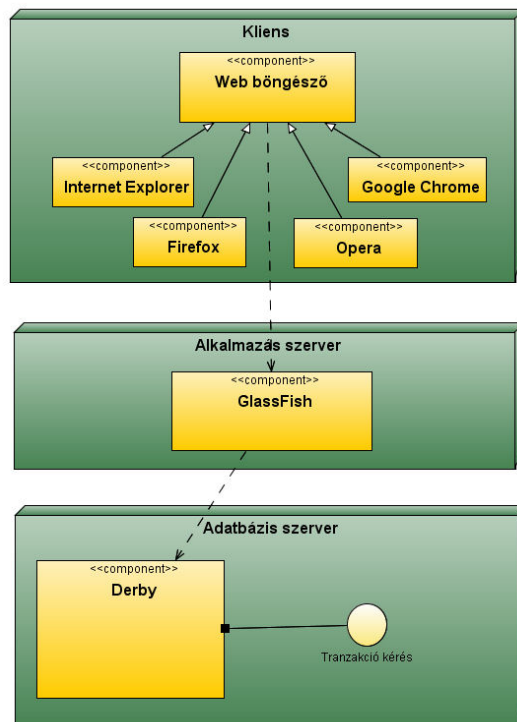 Kliens
<<component>>
Web böngésző
<<component>>
Internet Explorer
<<component>>
Google Chrome
<<component>>
Firefox
<<component>>
Opera
Alkalmazás szerver
<<component>>
GlassFish
Adatbázis szerver
<<component>>
Derby
Tranzakció kérés